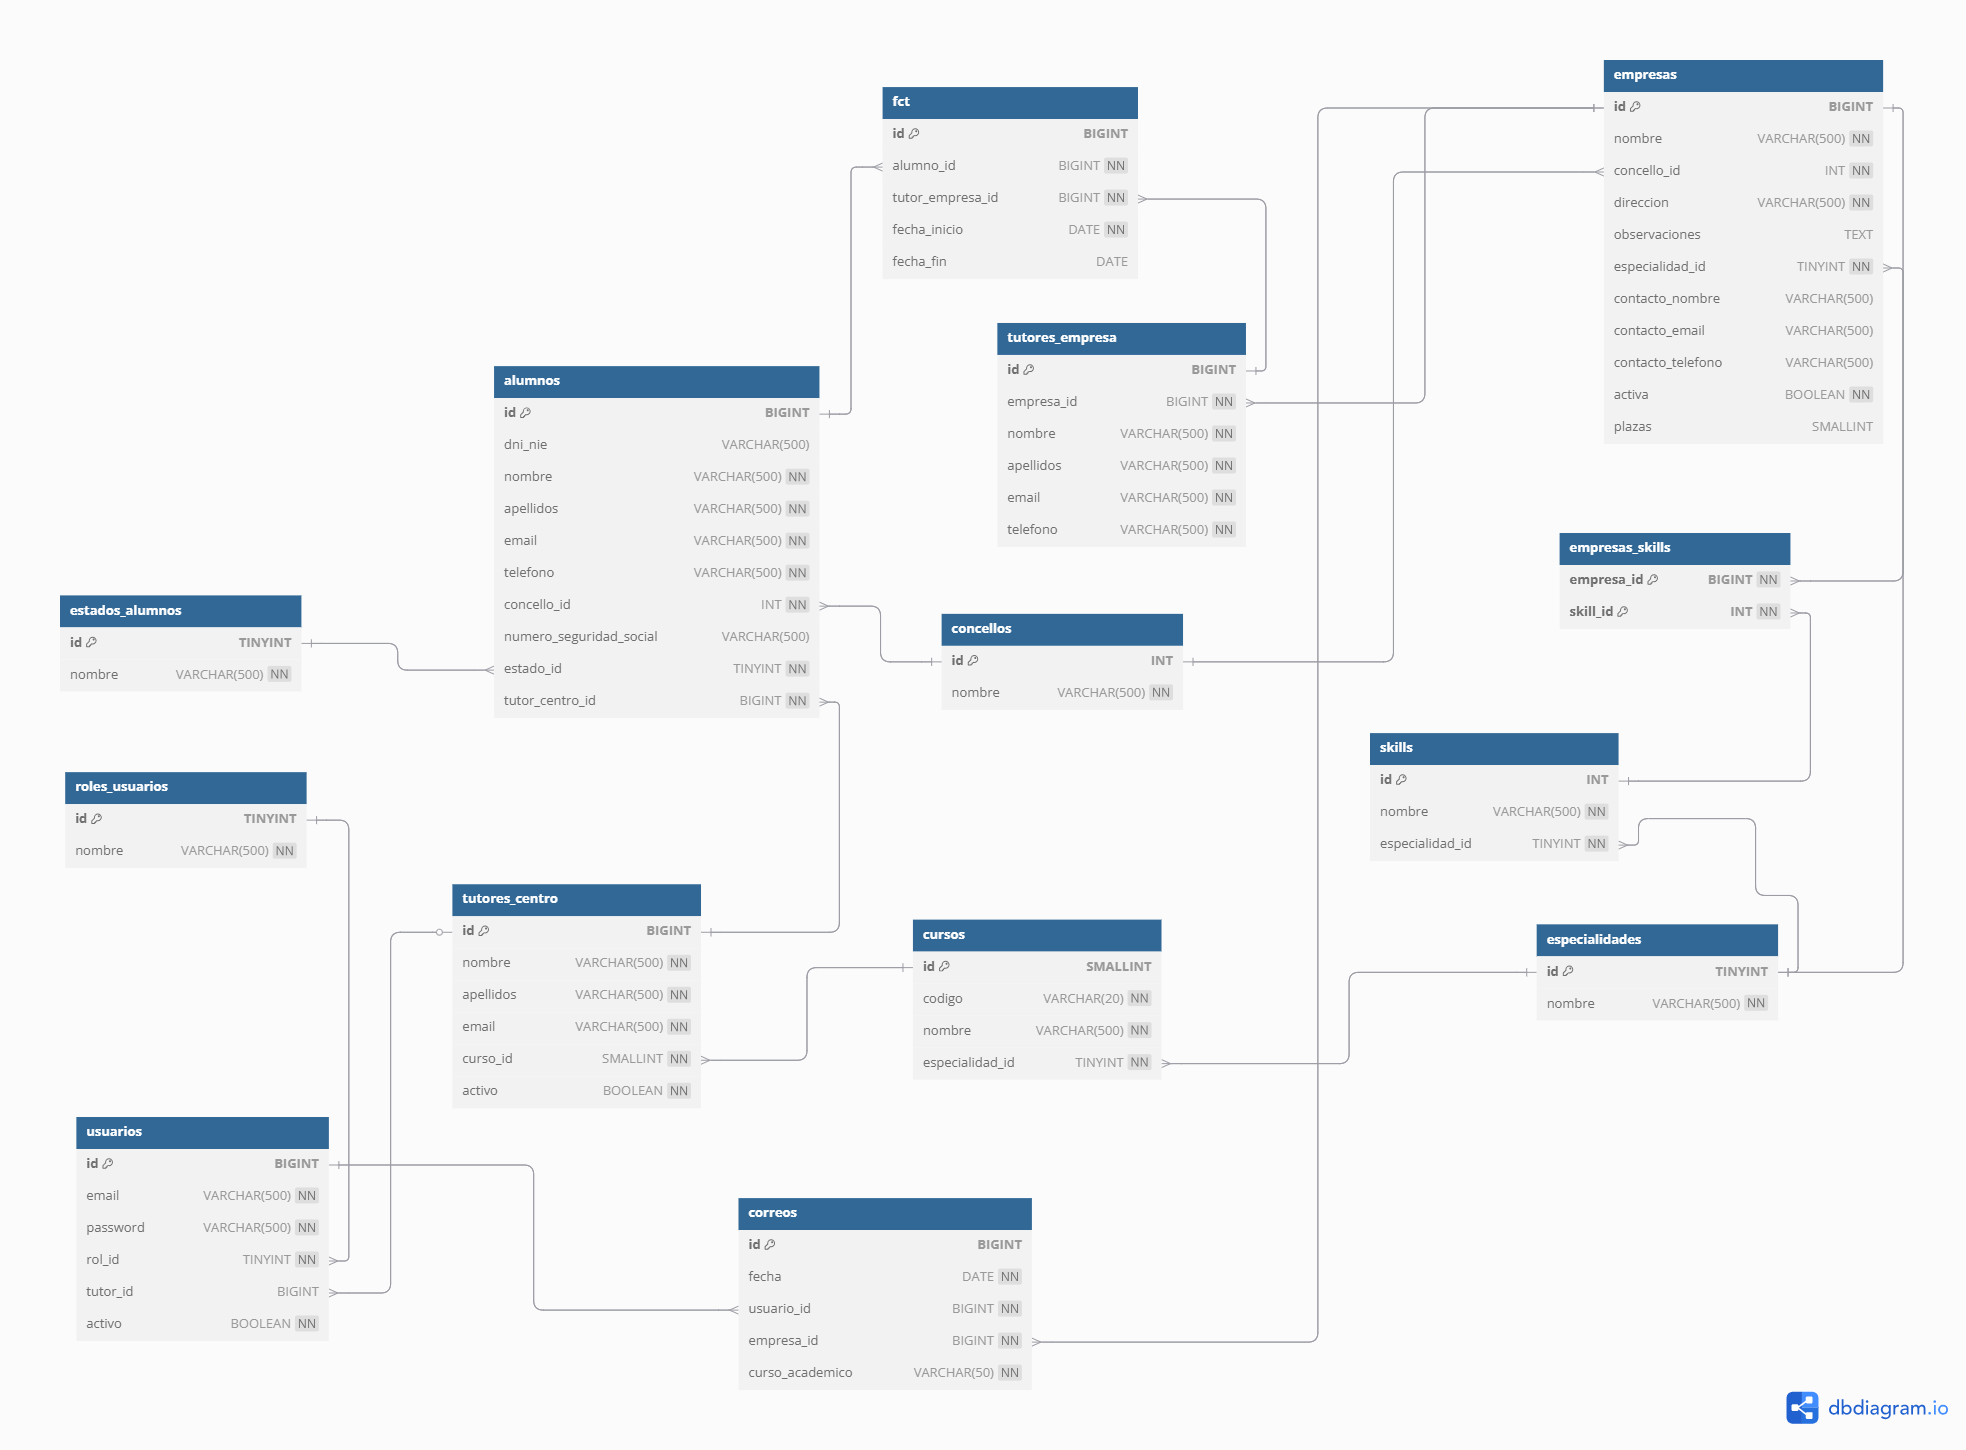 fct
id BIGINT
alumno_id BIGINT NN
tutor_empresa_id BIGINT NN
fecha_inicio DATE NN
fecha_fin DATE
empresas
id BIGINT
nombre VARCHAR(500) NN
concello_id INT NN
direccion VARCHAR(500) NN
observaciones TEXT
especialidad_id TINYINT NN
contacto_nombre VARCHAR(500)
contacto_email VARCHAR(500)
contacto_telefono VARCHAR(500)
activa BOOLEAN NN
plazas SMALLINT
tutores_empresa
id BIGINT
empresa_id BIGINT NN
nombre VARCHAR(500) NN
apellidos VARCHAR(500) NN
email VARCHAR(500) NN
telefono VARCHAR(500) NN
alumnos
id BIGINT
dni_nie VARCHAR(500)
nombre VARCHAR(500) NN
apellidos VARCHAR(500) NN
email VARCHAR(500) NN
telefono VARCHAR(500) NN
concello_id INT NN
numero_seguridad_social VARCHAR(500)
estado_id TINYINT NN
tutor_centro_id BIGINT NN
empresas_skills
empresa_id BIGINT NN
skill_id INT NN
estados_alumnos
id TINYINT
nombre VARCHAR(500) NN
concellos
id INT
nombre VARCHAR(500) NN
skills
id INT
nombre VARCHAR(500) NN
especialidad_id TINYINT NN
roles_usuarios
id TINYINT
nombre VARCHAR(500) NN
tutores_centro
id BIGINT
nombre VARCHAR(500) NN
apellidos VARCHAR(500) NN
email VARCHAR(500) NN
curso_id SMALLINT NN
activo BOOLEAN NN
cursos
id SMALLINT
codigo VARCHAR(20) NN
nombre VARCHAR(500) NN
especialidad_id TINYINT NN
especialidades
id TINYINT
nombre VARCHAR(500) NN
usuarios
id BIGINT
email VARCHAR(500) NN
password VARCHAR(500) NN
rol_id TINYINT NN
tutor_id BIGINT
activo BOOLEAN NN
correos
id BIGINT
fecha DATE NN
usuario_id BIGINT NN
empresa_id BIGINT NN
curso_academico VARCHAR(50) NN
dbdiagram.io